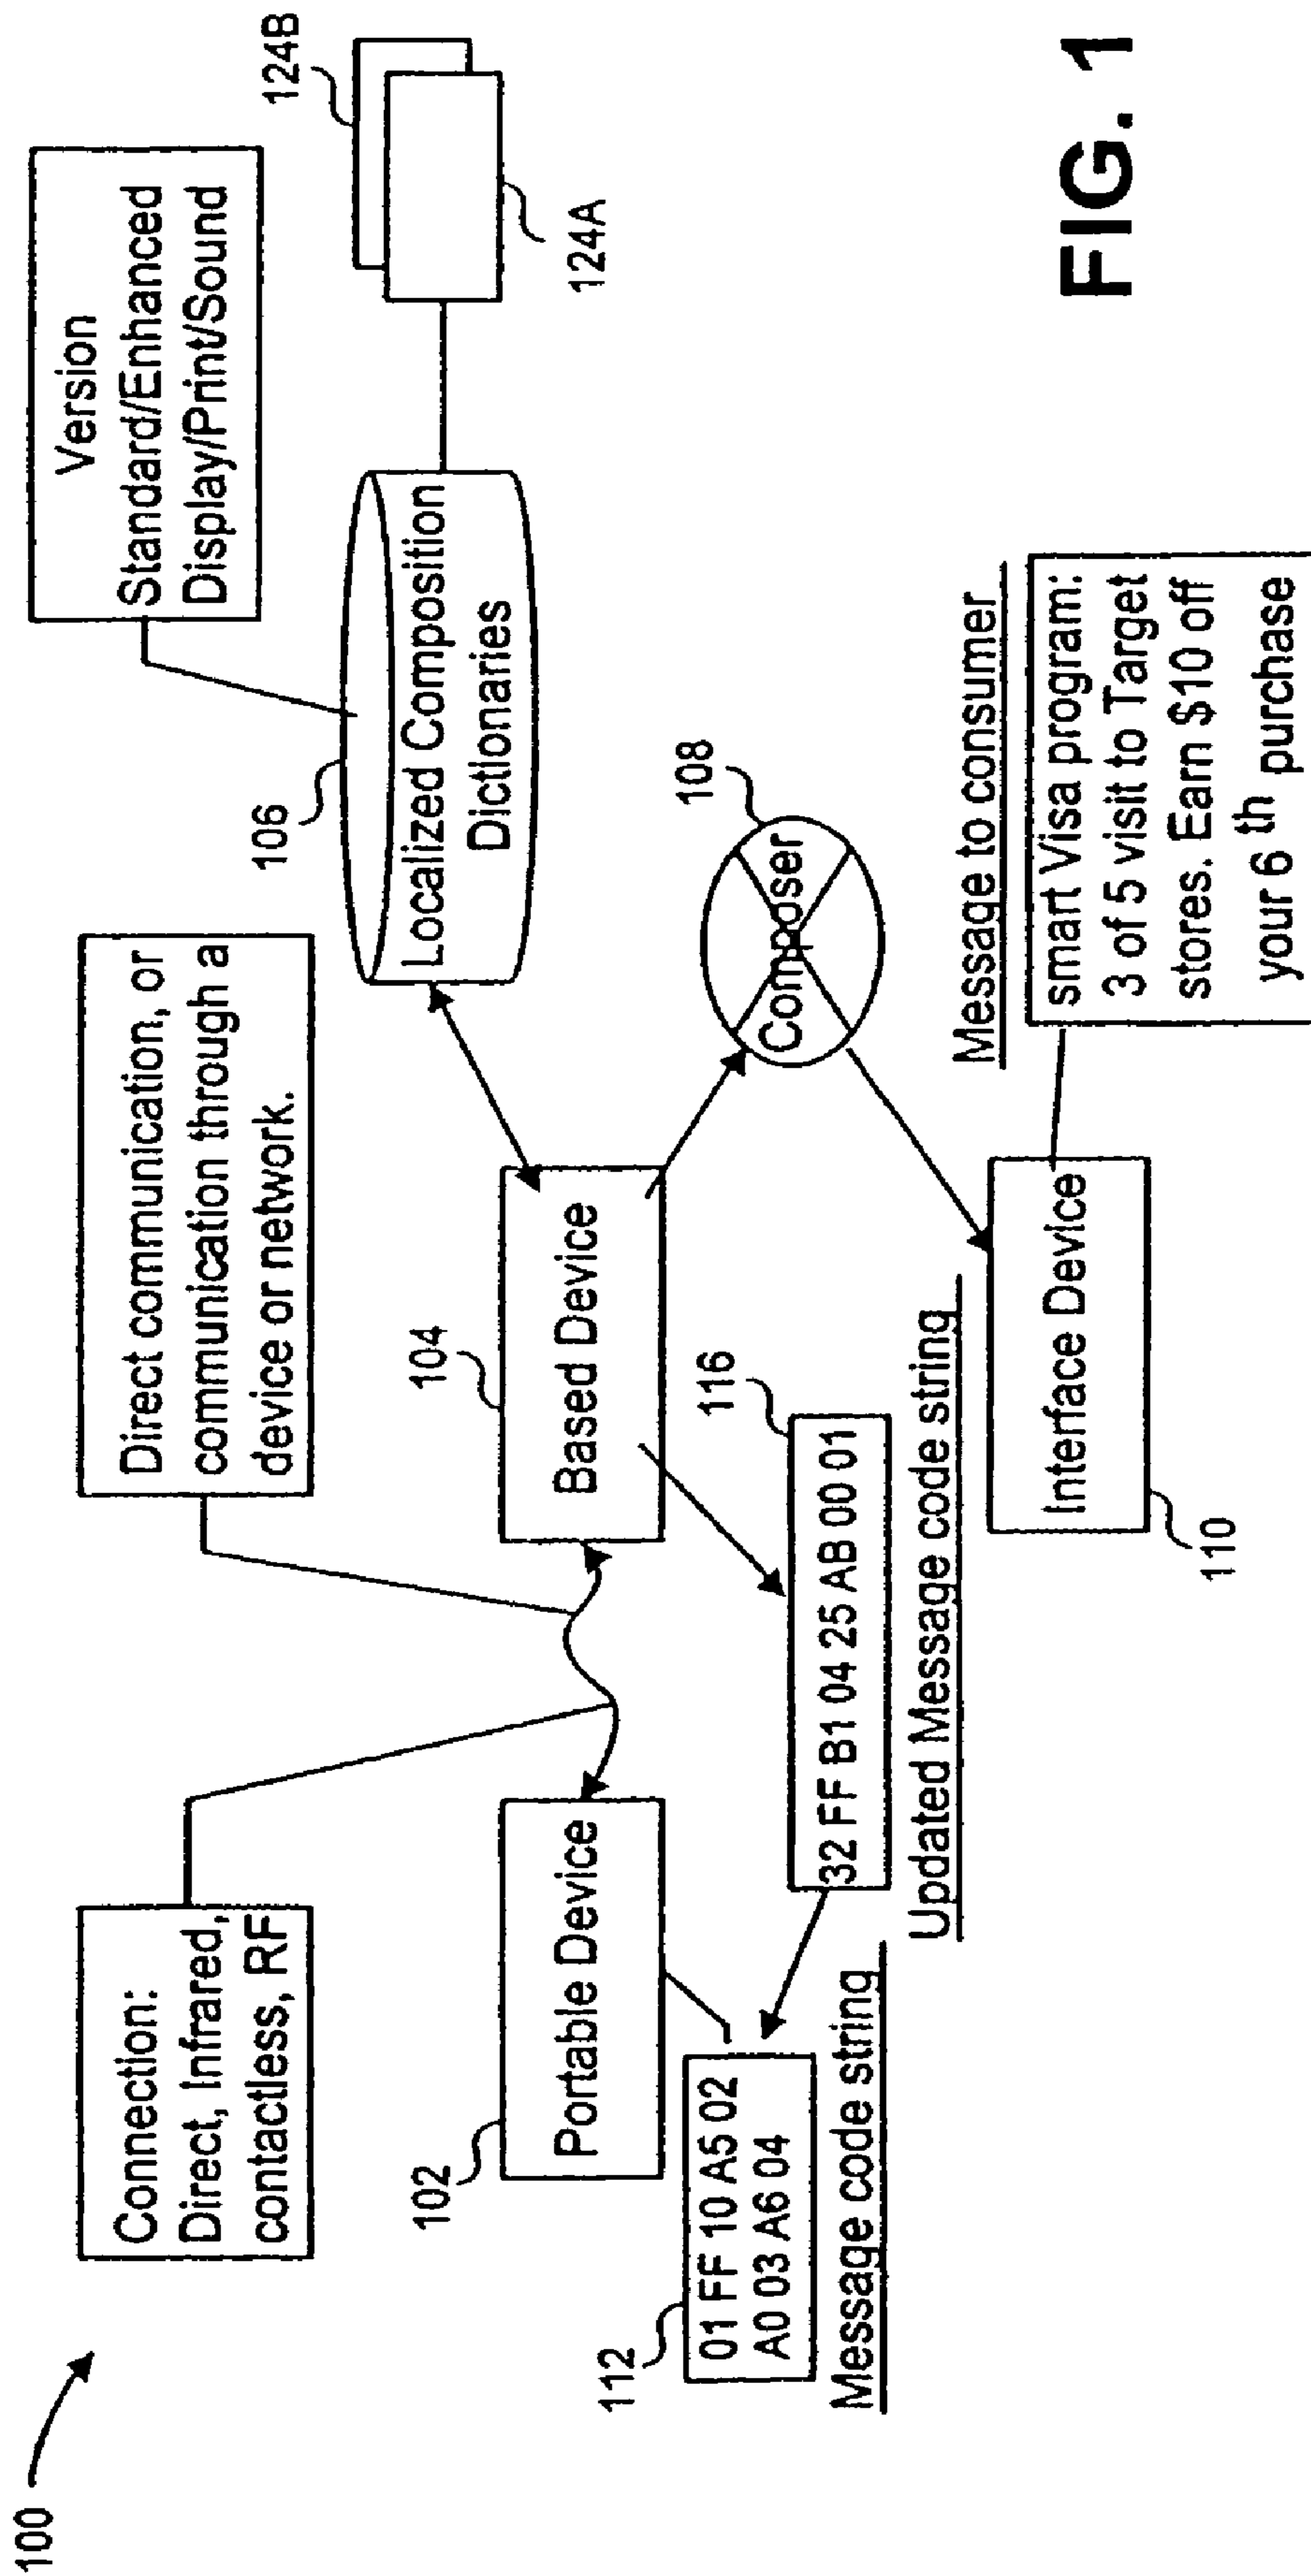 100
Connection:
Direct, Infrared,
contactless, RF
Direct communication, or
communication through a
device or network.
Version
Standard/Enhanced
Display/Print/Sound
102
Portable Device
104
Based Device
106
Localized Composition
Dictionaries
124B
124A
112
01 FF 10 A5 02
A0 03 A6 04
Message code string
116
32 FF B1 04 25 AB 00 01
Updated Message code string
108
Composer
110
Interface Device
Message to consumer
smart Visa program:
3 of 5 visit to Target
stores. Earn $10 off
your 6 th purchase
FIG. 1